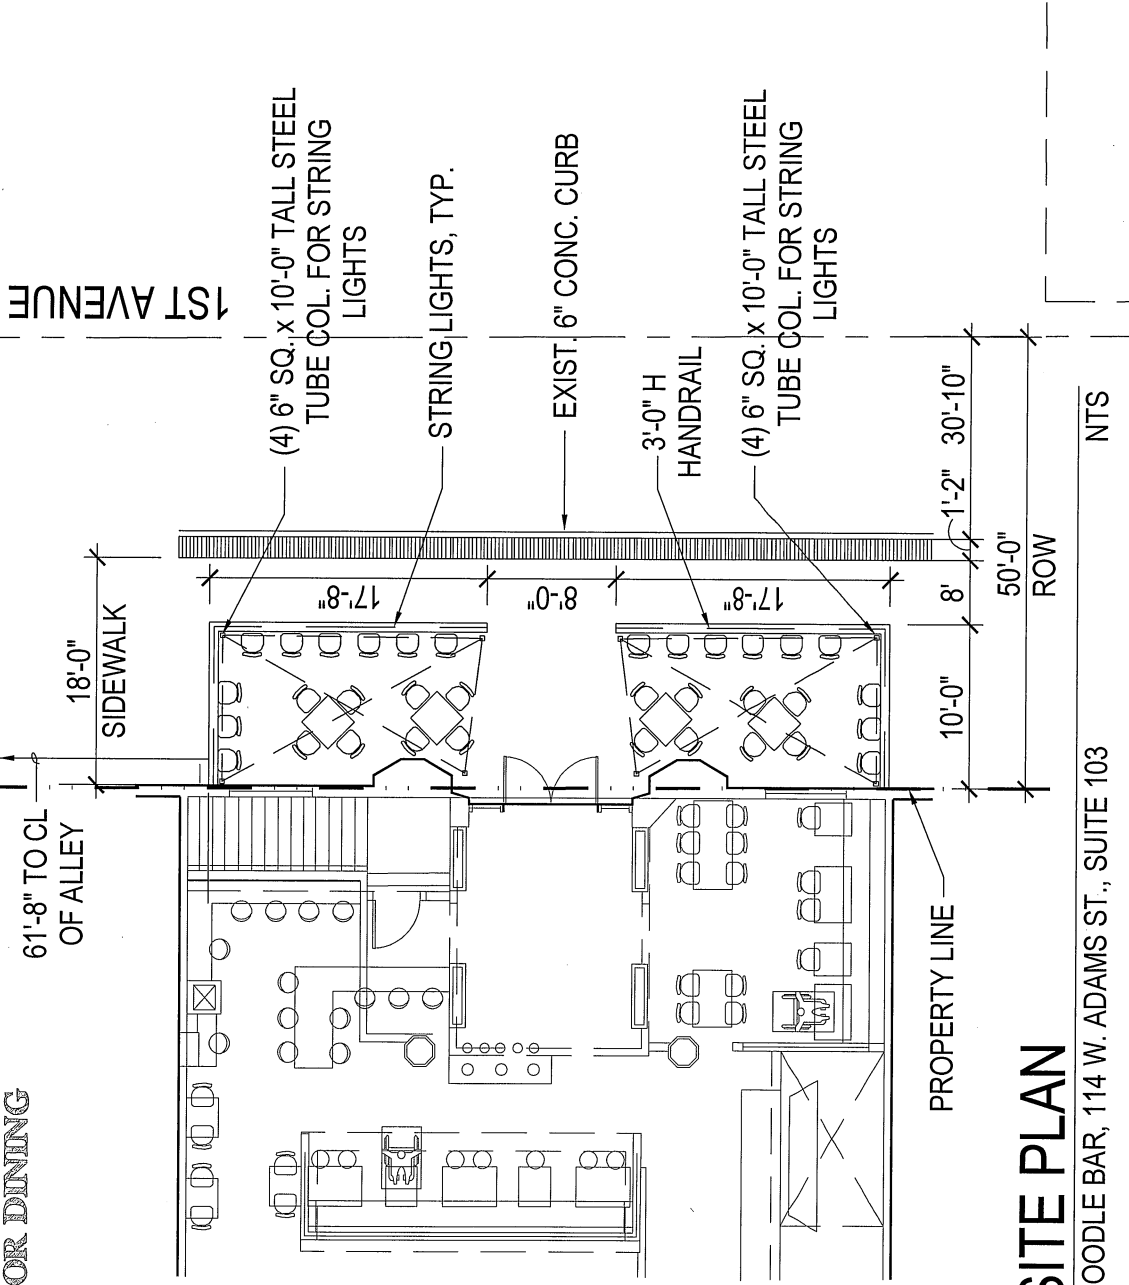 1ST AVENUE
(4) 6" SQ. x 10'-0" TALL STEEL
TUBE COL. FOR STRING
LIGHTS
STRING LIGHTS, TYP.
EXIST. 6" CONC. CURB
3'-0" H
HANDRAIL
(4) 6" SQ. x 10'-0" TALL STEEL
TUBE COL. FOR STRING
LIGHTS
18'-0"
SIDEWALK
17'-8"
8'-0"
17'-8"
61'-8" TO CL
OF ALLEY
10'-0"
8'
1'-2"
30'-10"
50'-0"
ROW
PROPERTY LINE
OR DINING
SITE PLAN
NTS
OODLE BAR, 114 W. ADAMS ST., SUITE 103